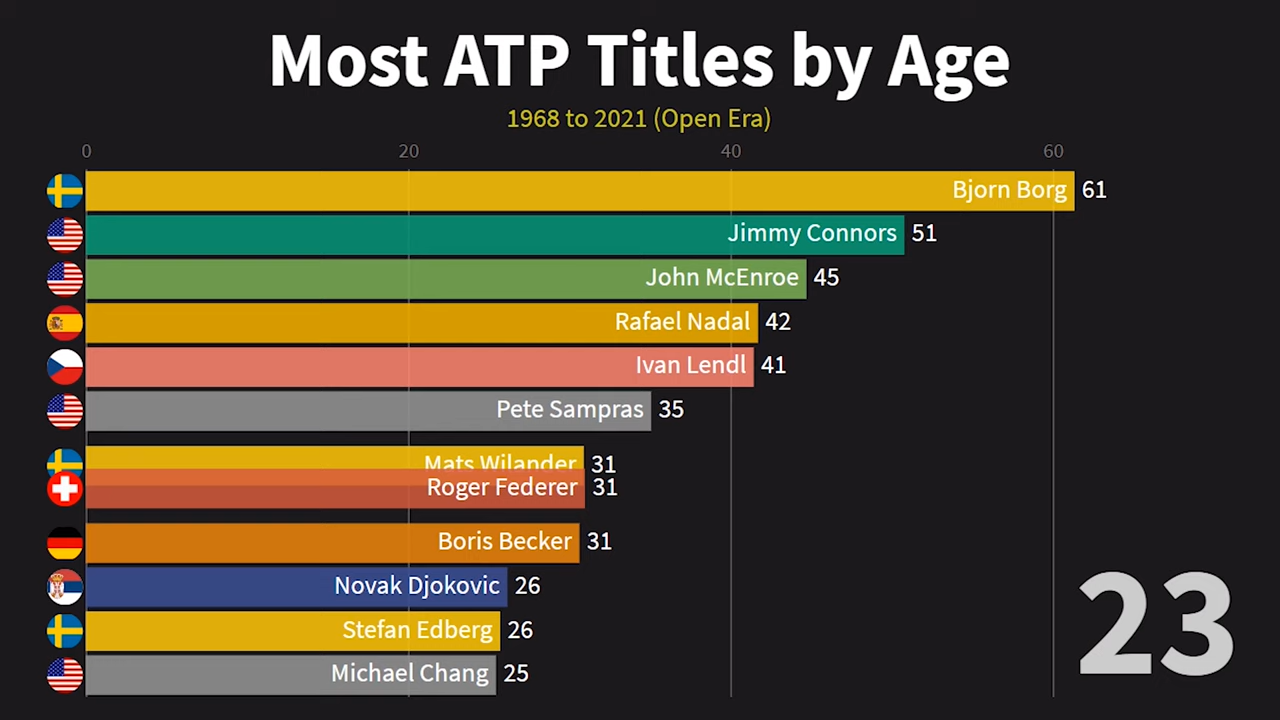 Most ATP Titles by Age
1968 to 2021 (Open Era)
0 20 40 60
Bjorn Borg 61
Jimmy Connors 51
John McEnroe 45
Rafael Nadal 42
Ivan Lendl 41
Pete Sampras 35
Mats Wilander 31
Roger Federer 31
Boris Becker 31
Novak Djokovic 26
Stefan Edberg 26
Michael Chang 25
23